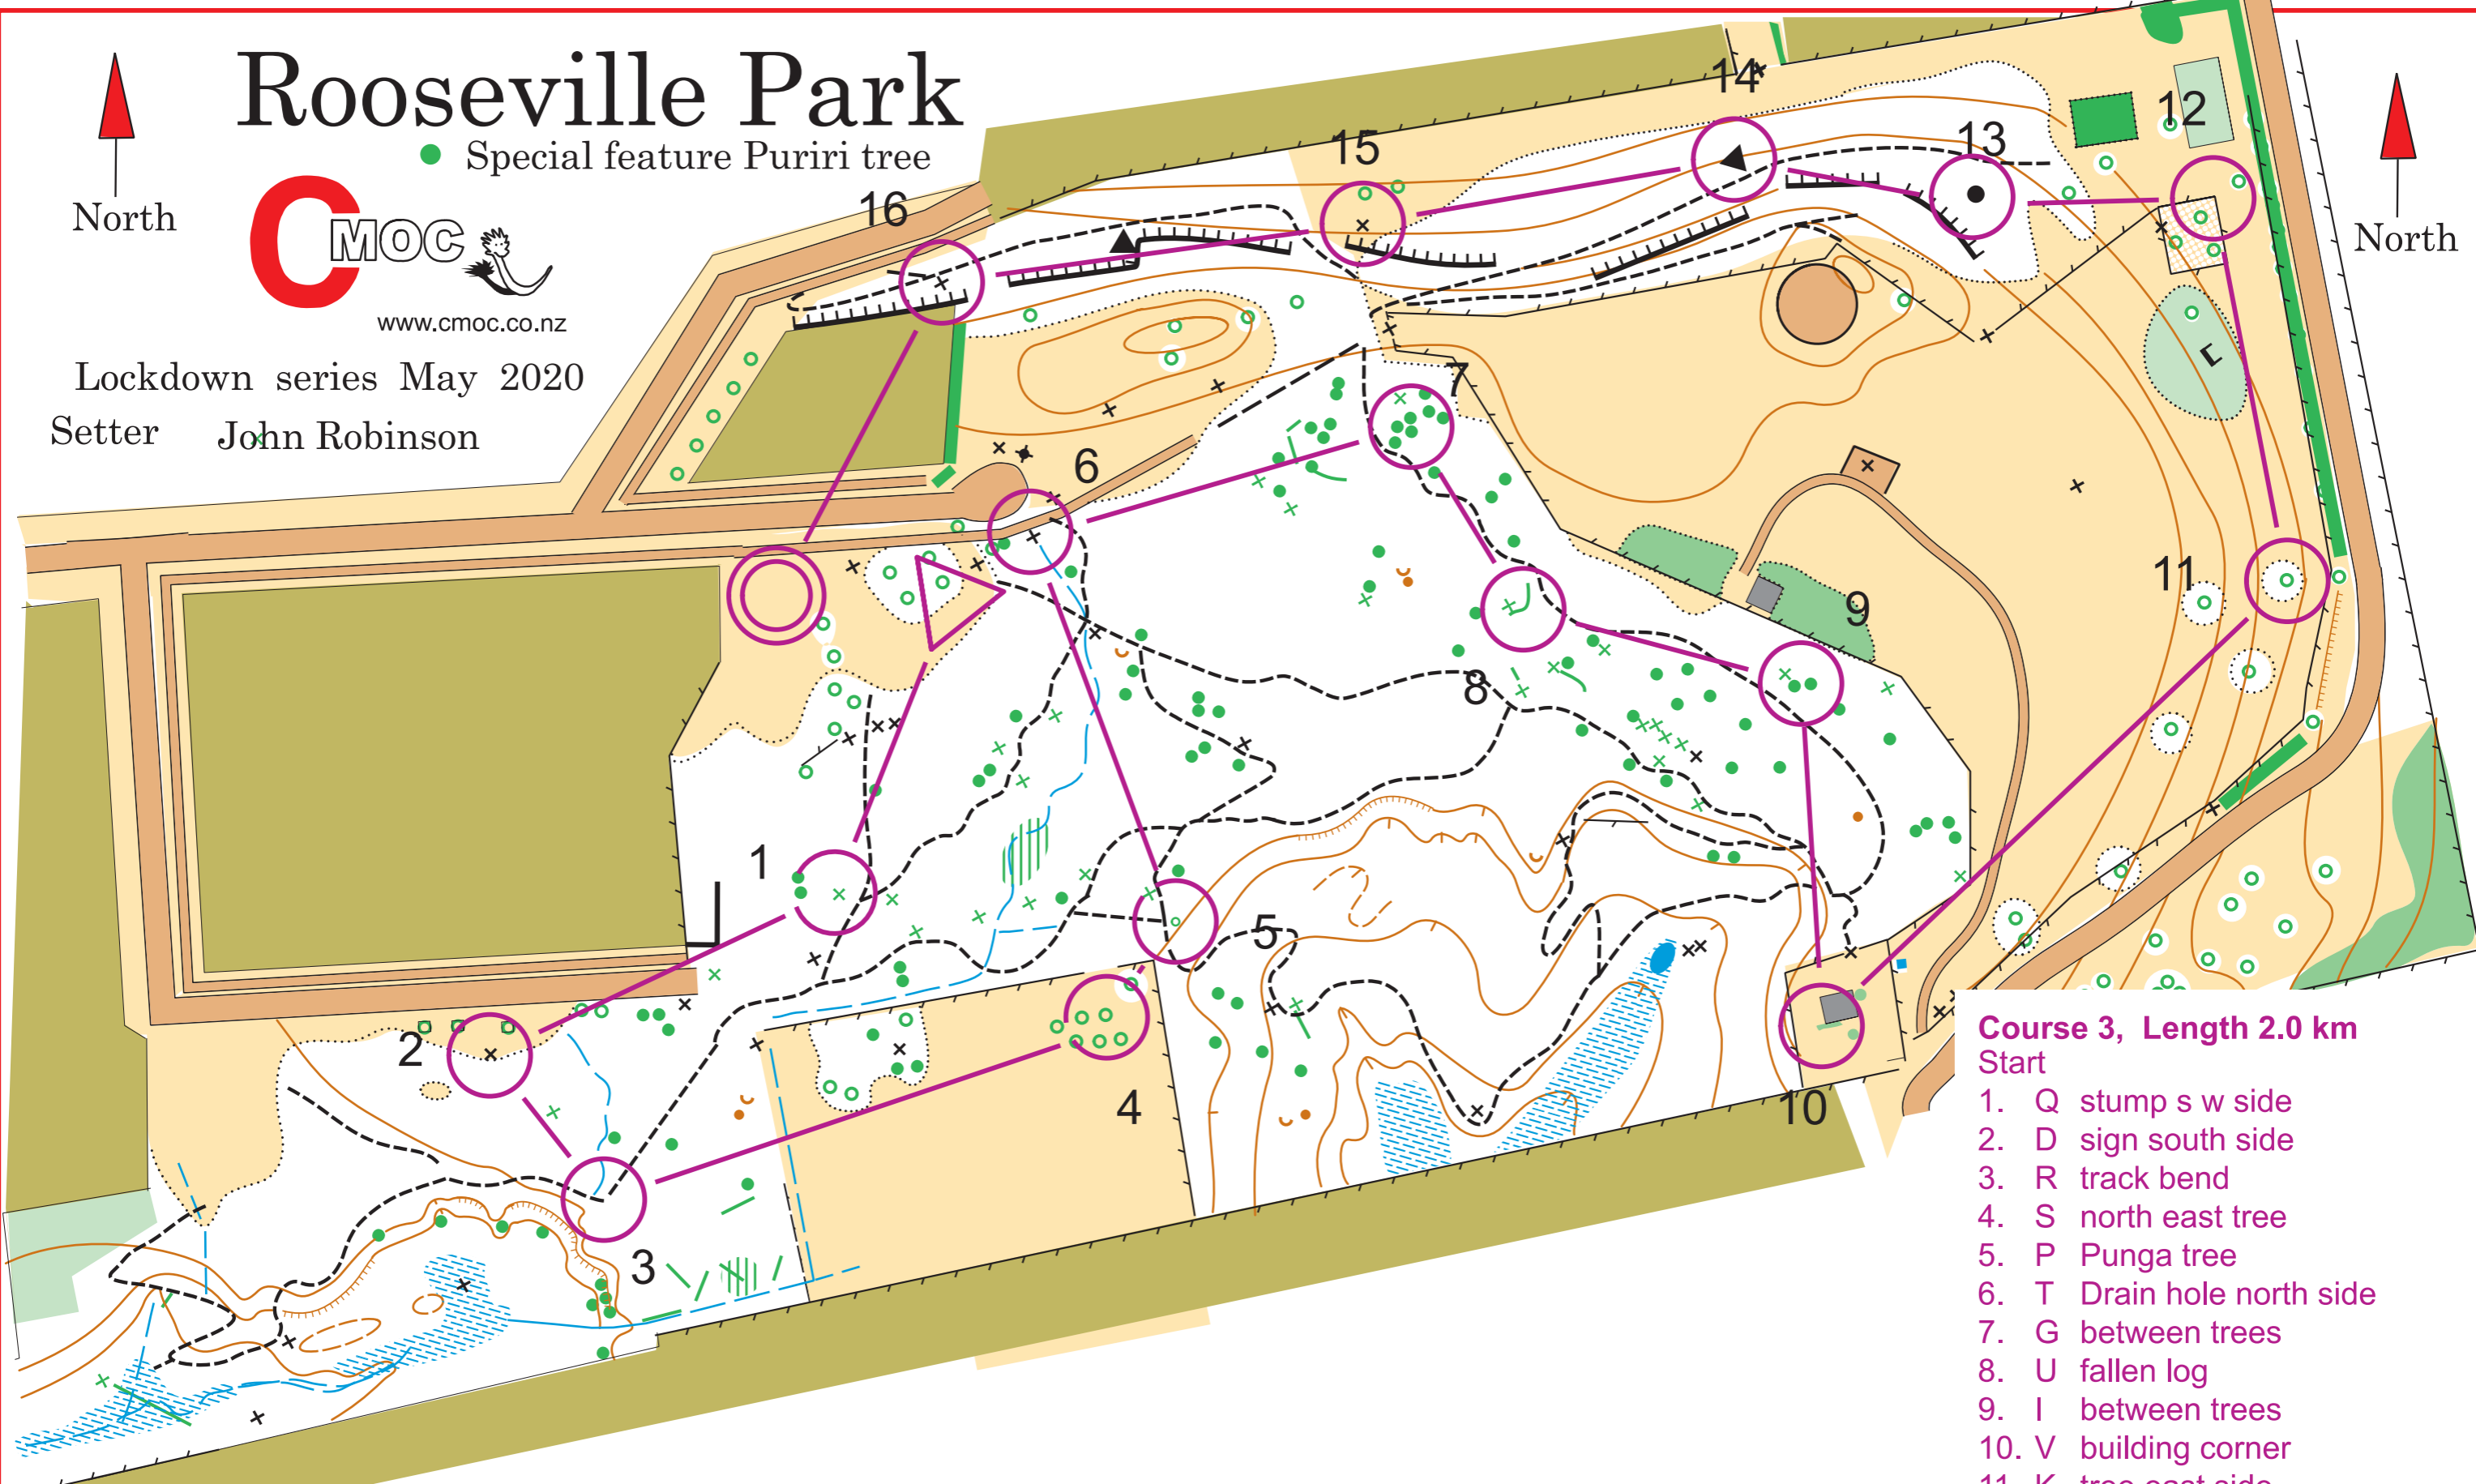 Rooseville Park
Special feature Puriri tree
North
CMOC
www.cmoc.co.nz
Lockdown series May 2020
Setter John Robinson
North
1
2
3
4
5
6
7
8
9
10
11
12
13
14
15
16
Course 3, Length 2.0 km
Start
1. Q stump s w side
2. D sign south side
3. R track bend
4. S north east tree
5. P Punga tree
6. T Drain hole north side
7. G between trees
8. U fallen log
9. I between trees
10. V building corner
11. K tree east side